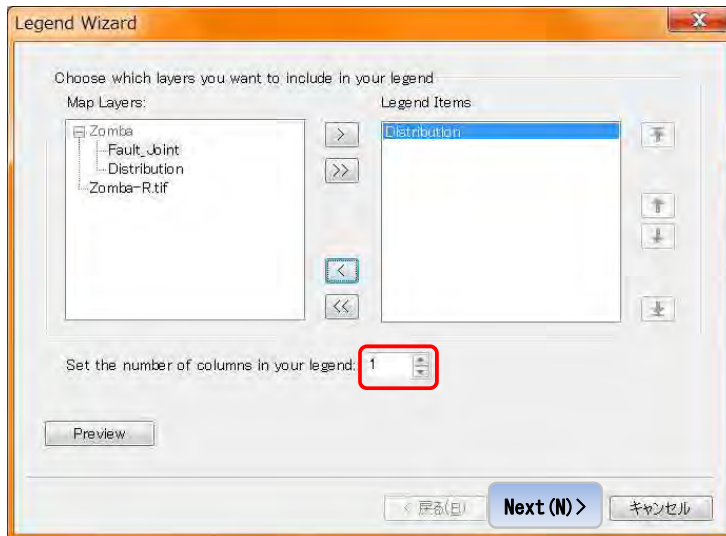 Legend Wizard
Choose which layers you want to include in your legend
Map Layers:
Legend Items
Zomba
Fault_Joint
Distribution
Zomba-R.tif
>
>>
<
<<
Distribution
Set the number of columns in your legend: 1
Preview
< 戻る(B)
Next(N)>
キャンセル